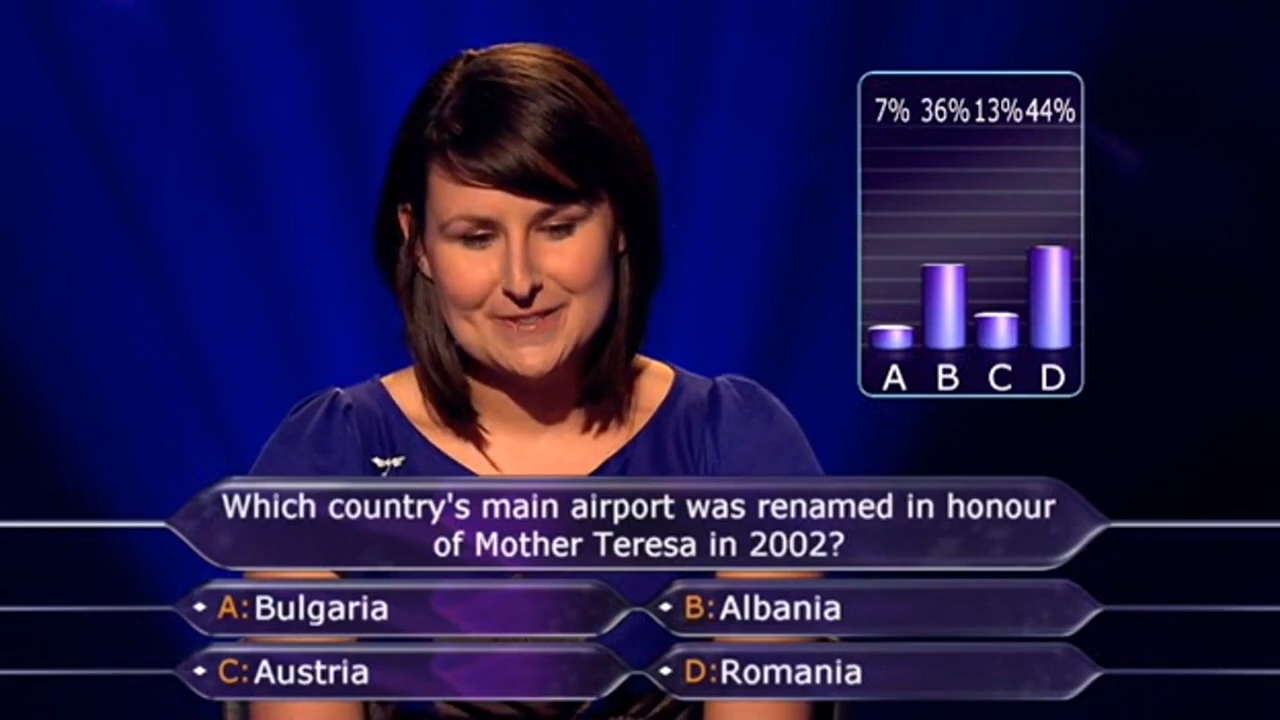 7% 36% 13% 44%
A B C D
Which country's main airport was renamed in honour
of Mother Teresa in 2002?
A: Bulgaria
B: Albania
C: Austria
D: Romania